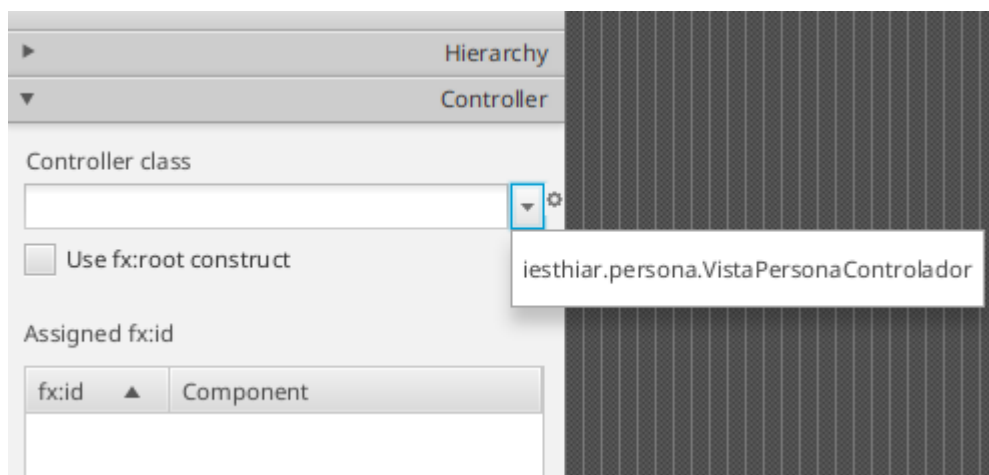 Hierarchy
Controller
Controller class
Use fx:root construct
iesthiar.persona.VistaPersonaControlador
Assigned fx:id
fx:id Component